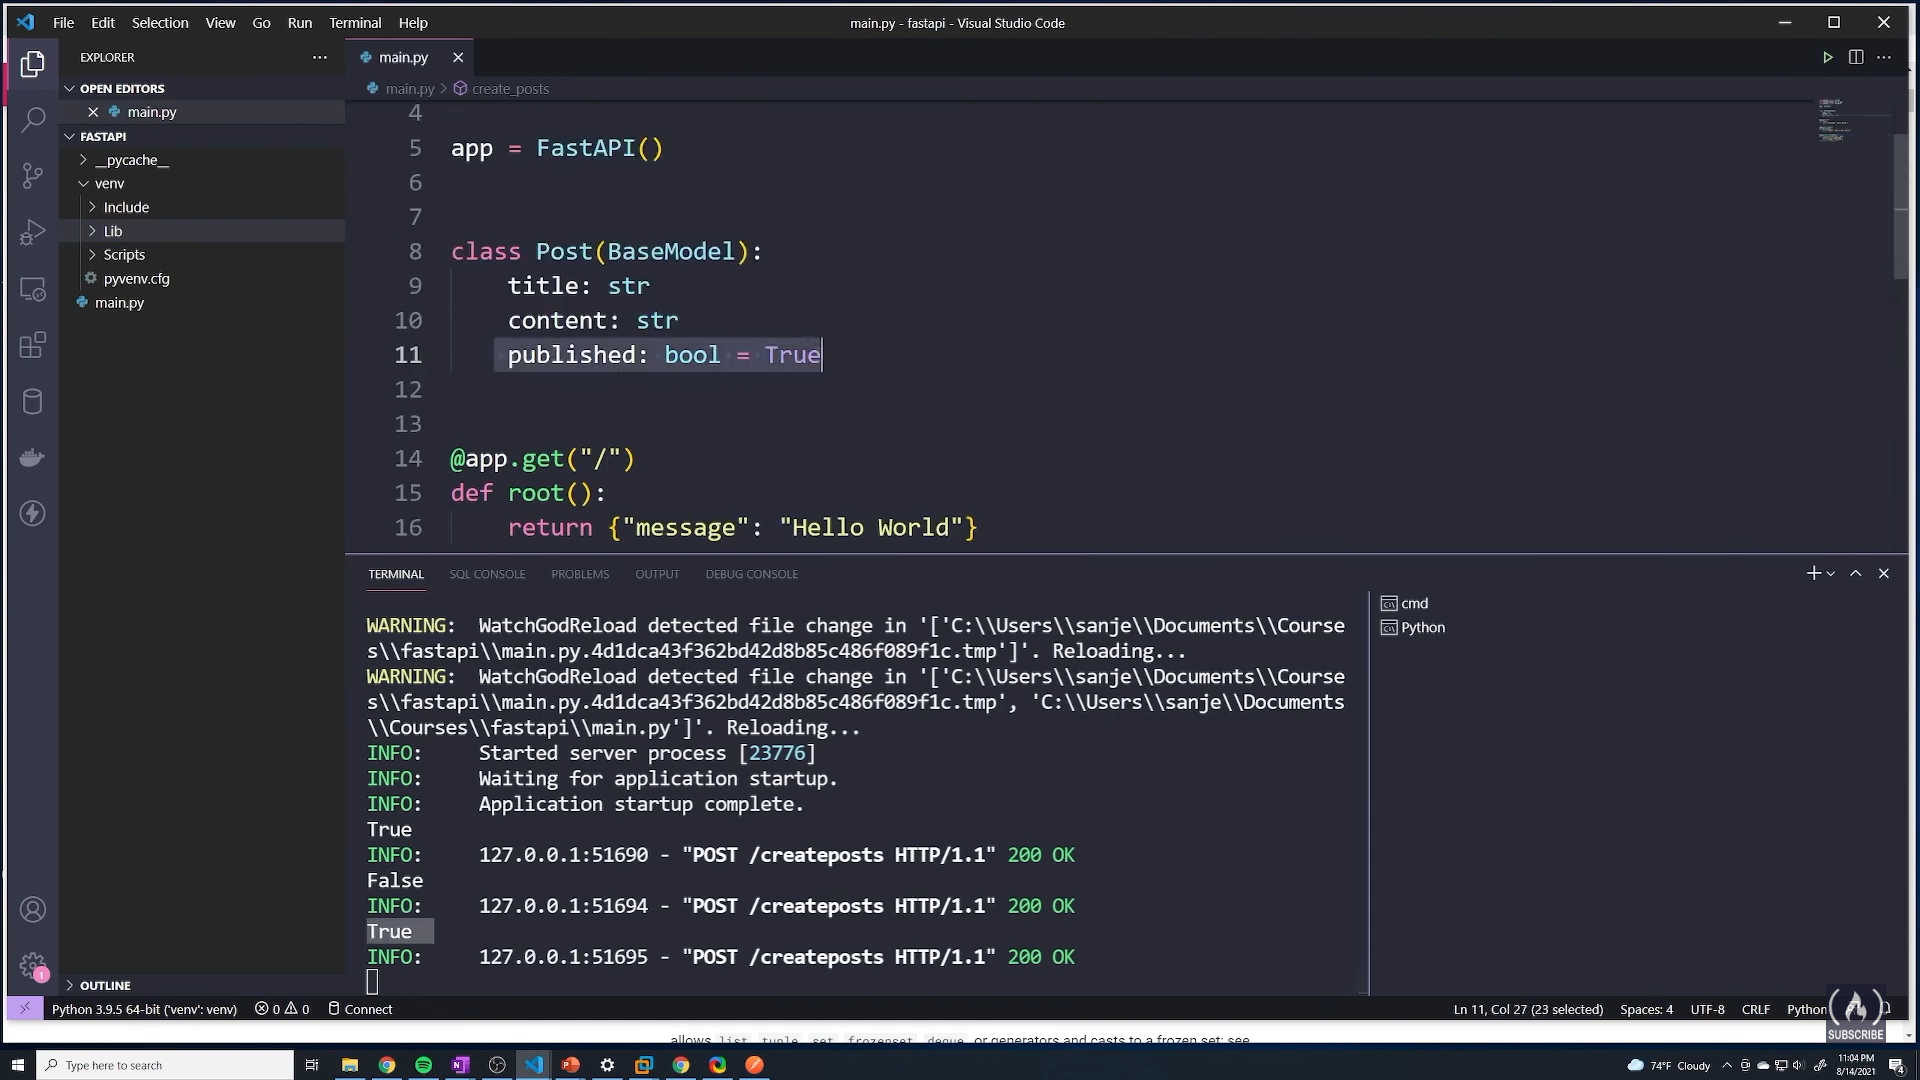 File Edit Selection View Go Run Terminal Help
main.py - fastapi - Visual Studio Code
EXPLORER
OPEN EDITORS
main.py
FASTAPI
__pycache__
venv
Include
Lib
Scripts
pyvenv.cfg
main.py
OUTLINE
main.py
main.py > create_posts
4
5 app = FastAPI()
6
7
8 class Post(BaseModel):
9 title: str
10 content: str
11 published: bool = True
12
13
14 @app.get("/")
15 def root():
16 return {"message": "Hello World"}
TERMINAL SQL CONSOLE PROBLEMS OUTPUT DEBUG CONSOLE
WARNING: WatchGodReload detected file change in '['C:\\Users\\sanje\\Documents\\Course
s\\fastapi\\main.py.4d1dca43f362bd42d8b85c486f089f1c.tmp']'. Reloading...
WARNING: WatchGodReload detected file change in '['C:\\Users\\sanje\\Documents\\Course
s\\fastapi\\main.py.4d1dca43f362bd42d8b85c486f089f1c.tmp', 'C:\\Users\\sanje\\Documents
\\Courses\\fastapi\\main.py']'. Reloading...
INFO: Started server process [23776]
INFO: Waiting for application startup.
INFO: Application startup complete.
True
INFO: 127.0.0.1:51690 - "POST /createposts HTTP/1.1" 200 OK
False
INFO: 127.0.0.1:51694 - "POST /createposts HTTP/1.1" 200 OK
True
INFO: 127.0.0.1:51695 - "POST /createposts HTTP/1.1" 200 OK
cmd
Python
1
Python 3.9.5 64-bit ('venv': venv) 0 0 Connect
Ln 11, Col 27 (23 selected) Spaces: 4 UTF-8 CRLF Python
SUBSCRIBE
allows list, tuple, set, frozenset, deque, or generators and casts to a frozen set; see
Type here to search
74°F Cloudy
11:04 PM
8/14/2021
4